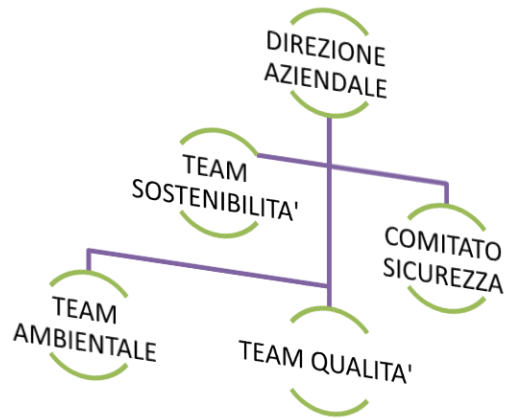 DIREZIONE
AZIENDALE
TEAM
SOSTENIBILITA'
COMITATO
SICUREZZA
TEAM
AMBIENTALE
TEAM QUALITA'